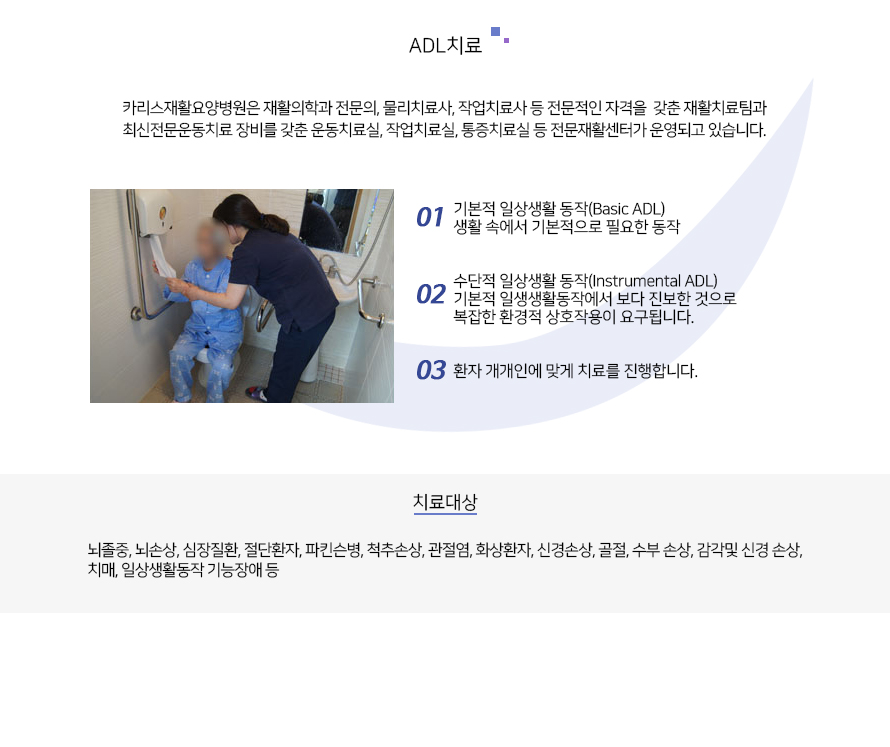 ADL치료
카리스재활요양병원은 재활의학과 전문의, 물리치료사, 작업치료사 등 전문적인 자격을 갖춘 재활치료팀과
최신전문운동치료 장비를 갖춘 운동치료실, 작업치료실, 통증치료실 등 전문재활센터가 운영되고 있습니다.
01 기본적 일상생활 동작(Basic ADL)
생활 속에서 기본적으로 필요한 동작
02 수단적 일상생활 동작(Instrumental ADL)
기본적 일생생활동작에서 보다 진보한 것으로
복잡한 환경적 상호작용이 요구됩니다.
03 환자 개개인에 맞게 치료를 진행합니다.
치료대상
뇌졸중, 뇌손상, 심장질환, 절단환자, 파킨슨병, 척추손상, 관절염, 화상환자, 신경손상, 골절, 수부 손상, 감각및 신경 손상,
치매, 일상생활동작 기능장애 등